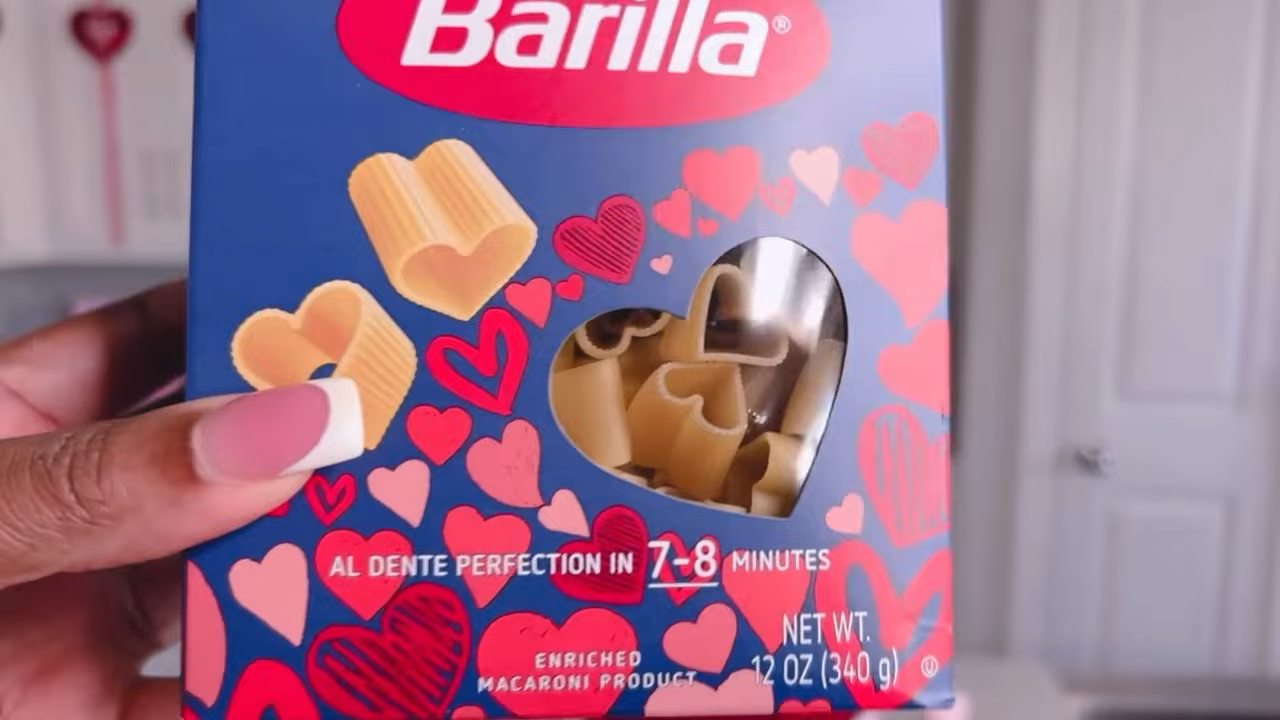 Barilla®
AL DENTE PERFECTION IN 7-8 MINUTES
NET WT.
12 OZ (340 g) Ⓤ
ENRICHED
MACARONI PRODUCT